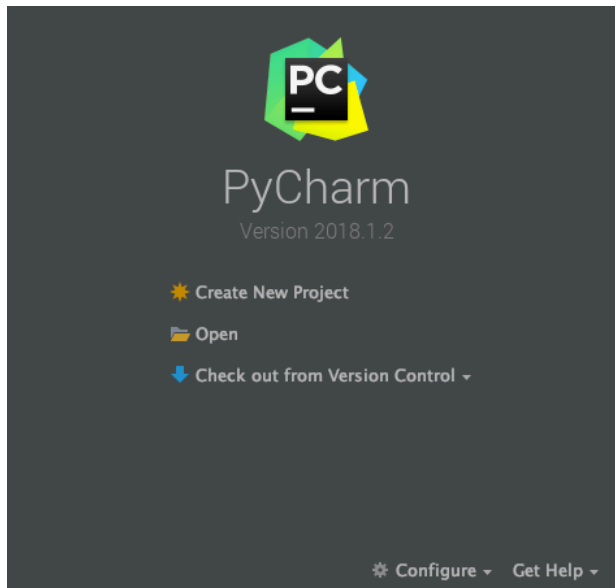 PC
PyCharm
Version 2018.1.2
Create New Project
Open
Check out from Version Control
Configure
Get Help